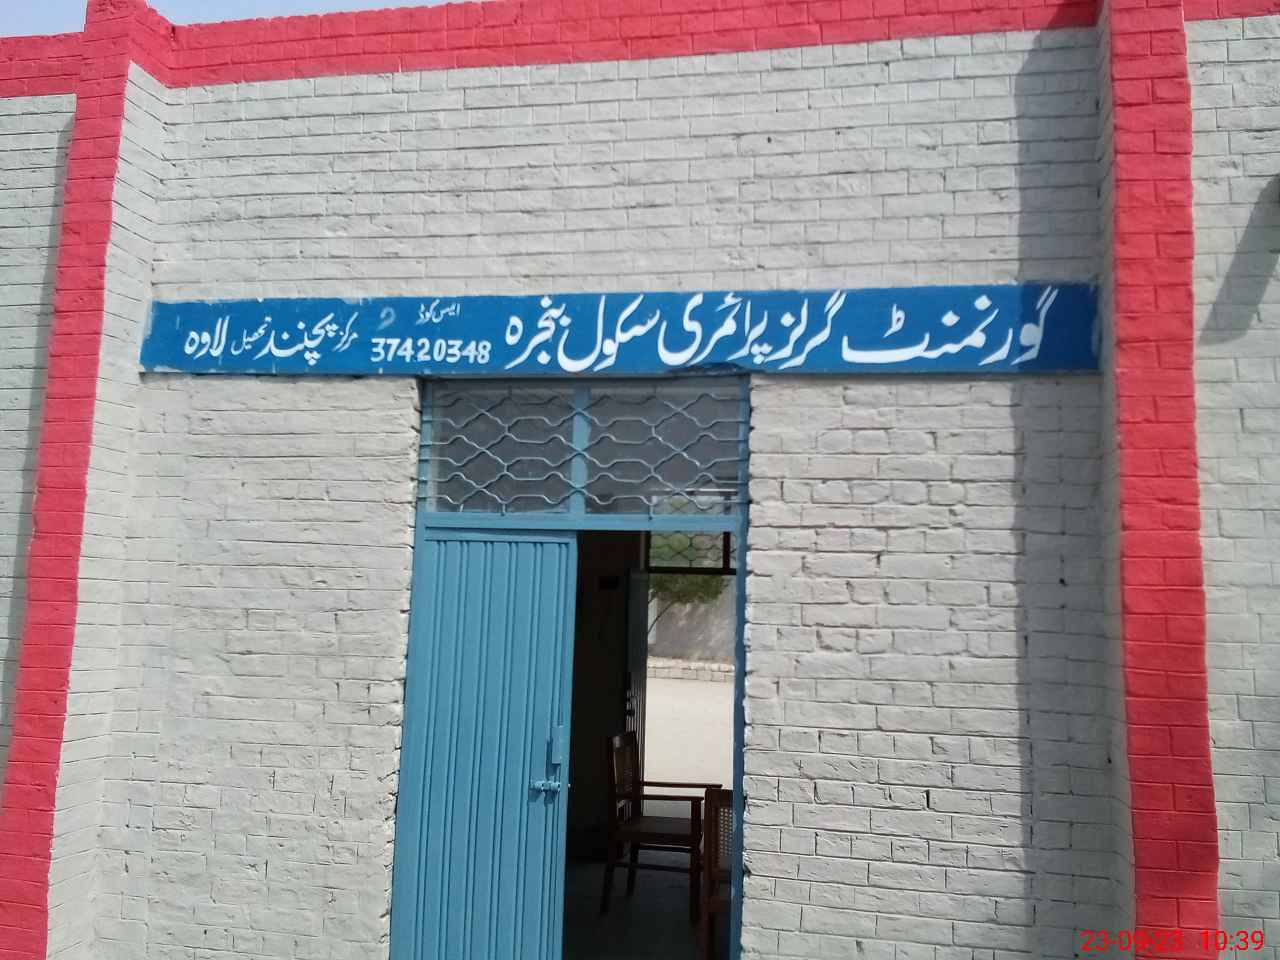 گورنمنٹ گرلز پرائمری سکول بنجرہ ایس کوڈ 37420348 مرکز پچنند تحصیل لاوہ
23-09-23 10:39